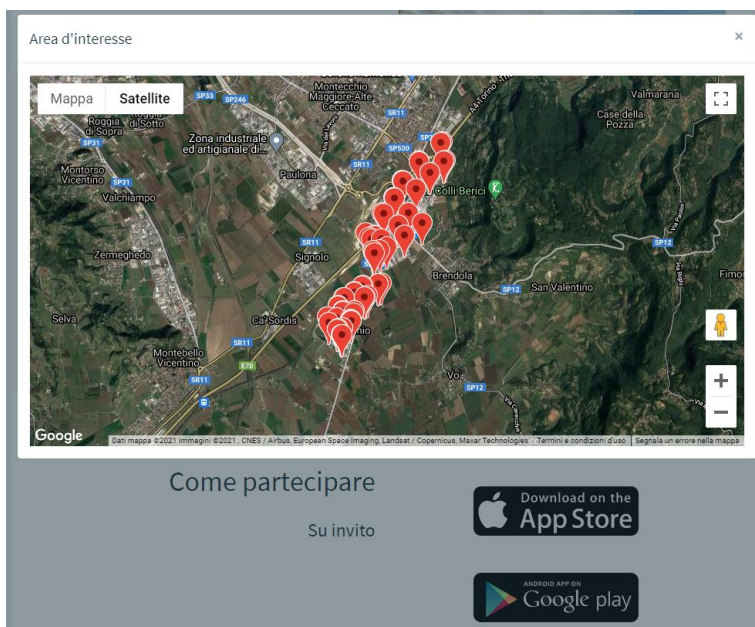 Area d'interesse
×
Mappa
Satellite
SP33
SP246
Roggia
di Sopra
Roggia
di Sotto
SP31
Montecchio
Maggiore-Alte
Ceccato
SR11
SP500
Valmarana
Case della
Pozza
Zona industriale
ed artigianale di...
SR11
Paulona
Montorso
Vicentino
SP31
Valchiampo
Colli Berici
Zermeghedo
SR11
Signolo
Brendola
SP12
SP12
San Valentino
Selva
Ca' Sordis
Montebello
Vicentino
SR11
E70
SR11
Vo
SP12
Google
Dati mappa ©2021 Immagini ©2021 , CNES / Airbus, European Space Imaging, Landsat / Copernicus, Maxar Technologies
Termini e condizioni d'uso
Segnala un errore nella mappa
Come partecipare
Su invito
Download on the
App Store
ANDROID APP ON
Google play